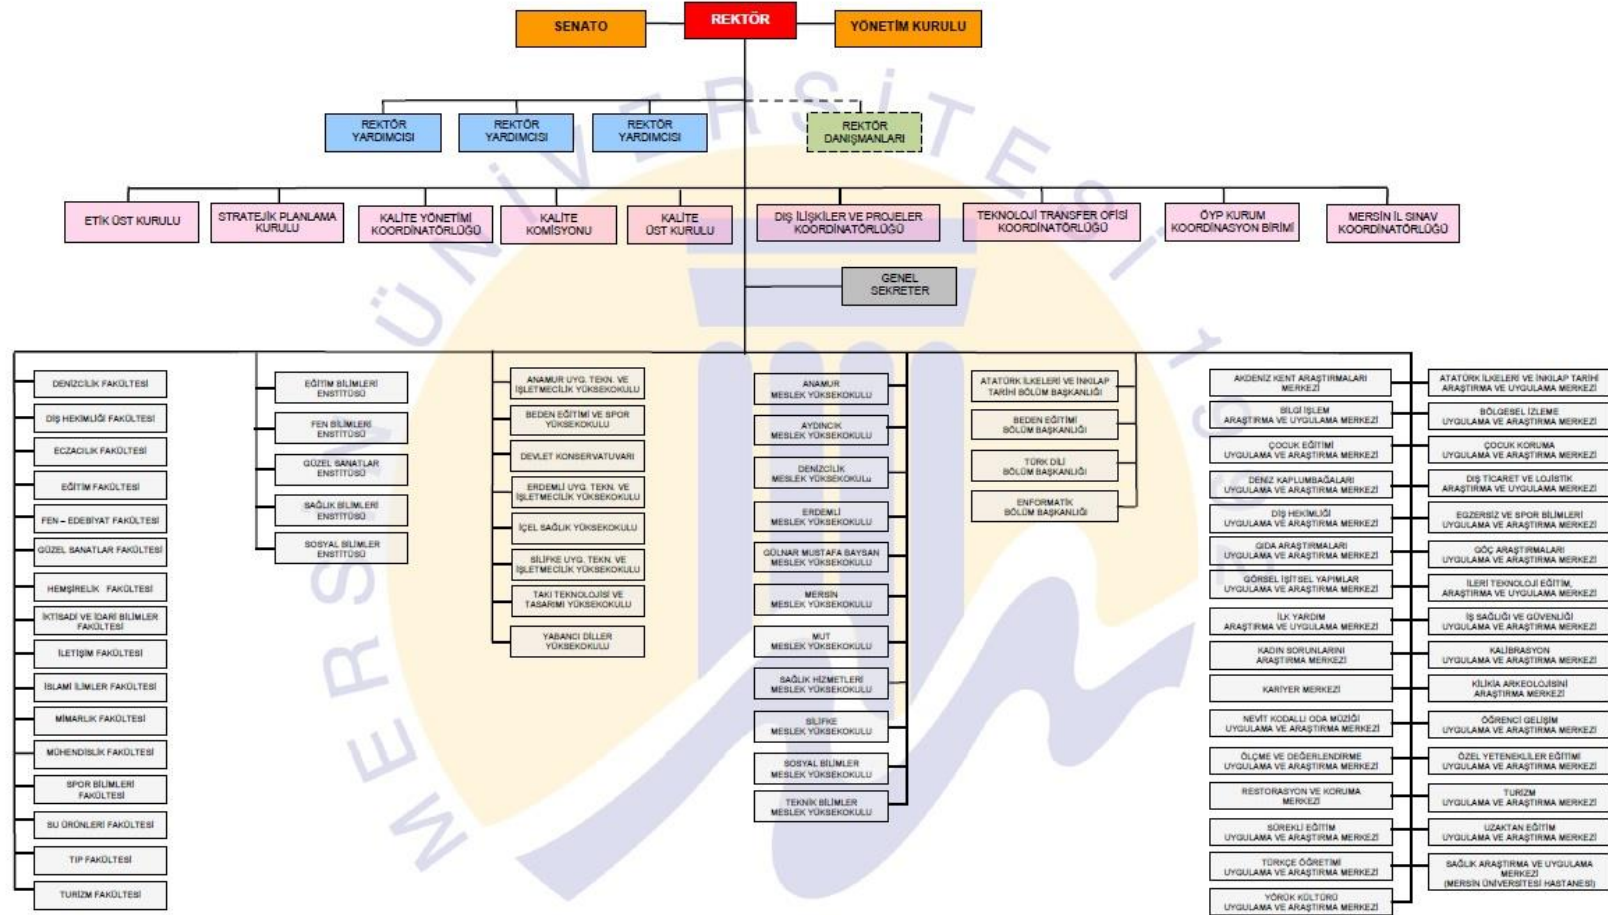 SENATO
REKTÖR
YÖNETİM KURULU
REKTÖR
YARDIMCISI
REKTÖR
YARDIMCISI
REKTÖR
YARDIMCISI
REKTÖR
DANIŞMANLARI
ETİK ÜST KURULU
STRATEJİK PLANLAMA
KURULU
KALİTE YÖNETİMİ
KOORDİNATÖRLÜĞÜ
KALİTE
KOMİSYONU
KALİTE
ÜST KURULU
DIŞ İLİŞKİLER VE PROJELER
KOORDİNATÖRLÜĞÜ
TEKNOLOJİ TRANSFER OFİSİ
KOORDİNATÖRLÜĞÜ
ÖYP KURUM
KOORDİNASYON BİRİMİ
MERSİN İL SINAV
KOORDİNATÖRLÜĞÜ
GENEL
SEKRETER
DENİZCİLİK FAKÜLTESİ
DİŞ HEKİMLİĞİ FAKÜLTESİ
ECZACILIK FAKÜLTESİ
EĞİTİM FAKÜLTESİ
FEN – EDEBİYAT FAKÜLTESİ
GÜZEL SANATLAR FAKÜLTESİ
HEMŞİRELİK FAKÜLTESİ
İKTİSADİ VE İDARİ BİLİMLER
FAKÜLTESİ
İLETİŞİM FAKÜLTESİ
İSLAMİ İLİMLER FAKÜLTESİ
MİMARLIK FAKÜLTESİ
MÜHENDİSLİK FAKÜLTESİ
SPOR BİLİMLERİ
FAKÜLTESİ
SU ÜRÜNLERİ FAKÜLTESİ
TIP FAKÜLTESİ
TURİZM FAKÜLTESİ
EĞİTİM BİLİMLERİ
ENSTİTÜSÜ
FEN BİLİMLERİ
ENSTİTÜSÜ
GÜZEL SANATLAR
ENSTİTÜSÜ
SAĞLIK BİLİMLERİ
ENSTİTÜSÜ
SOSYAL BİLİMLER
ENSTİTÜSÜ
ANAMUR UYG. TEKN. VE
İŞLETMECİLİK YÜKSEKOKULU
BEDEN EĞİTİMİ VE SPOR
YÜKSEKOKULU
DEVLET KONSERVATUVARI
ERDEMLİ UYG. TEKN. VE
İŞLETMECİLİK YÜKSEKOKULU
İÇEL SAĞLIK YÜKSEKOKULU
SİLİFKE UYG. TEKN. VE
İŞLETMECİLİK YÜKSEKOKULU
TAKI TEKNOLOJİSİ VE
TASARIMI YÜKSEKOKULU
YABANCI DİLLER
YÜKSEKOKULU
ANAMUR
MESLEK YÜKSEKOKULU
AYDINCIK
MESLEK YÜKSEKOKULU
DENİZCİLİK
MESLEK YÜKSEKOKULu
ERDEMLİ
MESLEK YÜKSEKOKULU
GÜLNAR MUSTAFA BAYSAN
MESLEK YÜKSEKOKULU
MERSİN
MESLEK YÜKSEKOKULU
MUT
MESLEK YÜKSEKOKULU
SAĞLIK HİZMETLERİ
MESLEK YÜKSEKOKULU
SİLİFKE
MESLEK YÜKSEKOKULU
SOSYAL BİLİMLER
MESLEK YÜKSEKOKULU
TEKNİK BİLİMLER
MESLEK YÜKSEKOKULU
ATATÜRK İLKELERİ VE İNKILAP
TARİHİ BÖLÜM BAŞKANLIĞI
BEDEN EĞİTİMİ
BÖLÜM BAŞKANLIĞI
TÜRK DİLİ
BÖLÜM BAŞKANLIĞI
ENFORMATİK
BÖLÜM BAŞKANLIĞI
AKDENİZ KENT ARAŞTIRMALARI
MERKEZİ
BİLGİ İŞLEM
ARAŞTIRMA VE UYGULAMA MERKEZİ
ÇOCUK EĞİTİMİ
UYGULAMA VE ARAŞTIRMA MERKEZİ
DENİZ KAPLUMBAĞALARI
UYGULAMA VE ARAŞTIRMA MERKEZİ
DİŞ HEKİMLİĞİ
UYGULAMA VE ARAŞTIRMA MERKEZİ
GIDA ARAŞTIRMALARI
UYGULAMA VE ARAŞTIRMA MERKEZİ
GÖRSEL İŞİTSEL YAPIMLAR
UYGULAMA VE ARAŞTIRMA MERKEZİ
İLK YARDIM
ARAŞTIRMA VE UYGULAMA MERKEZİ
KADIN SORUNLARINI
ARAŞTIRMA MERKEZİ
KARİYER MERKEZİ
NEVİT KODALLI ODA MÜZİĞİ
UYGULAMA VE ARAŞTIRMA MERKEZİ
ÖLÇME VE DEĞERLENDİRME
UYGULAMA VE ARAŞTIRMA MERKEZİ
RESTORASYON VE KORUMA
MERKEZİ
SÜREKLİ EĞİTİM
UYGULAMA VE ARAŞTIRMA MERKEZİ
TÜRKÇE ÖĞRETİMİ
UYGULAMA VE ARAŞTIRMA MERKEZİ
YÖRÜK KÜLTÜRÜ
UYGULAMA VE ARAŞTIRMA MERKEZİ
ATATÜRK İLKELERİ VE İNKILAP TARİHİ
ARAŞTIRMA VE UYGULAMA MERKEZİ
BÖLGESEL İZLEME
UYGULAMA VE ARAŞTIRMA MERKEZİ
ÇOCUK KORUMA
UYGULAMA VE ARAŞTIRMA MERKEZİ
DIŞ TİCARET VE LOJİSTİK
ARAŞTIRMA VE UYGULAMA MERKEZİ
EGZERSİZ VE SPOR BİLİMLERİ
UYGULAMA VE ARAŞTIRMA MERKEZİ
GÖÇ ARAŞTIRMALARI
UYGULAMA VE ARAŞTIRMA MERKEZİ
İLERİ TEKNOLOJİ EĞİTİM,
ARAŞTIRMA VE UYGULAMA MERKEZİ
İŞ SAĞLIĞI VE GÜVENLİĞİ
UYGULAMA VE ARAŞTIRMA MERKEZİ
KALİBRASYON
UYGULAMA VE ARAŞTIRMA MERKEZİ
KİLİKİA ARKEOLOJİSİNİ
ARAŞTIRMA MERKEZİ
ÖĞRENCİ GELİŞİM
UYGULAMA VE ARAŞTIRMA MERKEZİ
ÖZEL YETENEKLİLER EĞİTİMİ
UYGULAMA VE ARAŞTIRMA MERKEZİ
TURİZM
UYGULAMA VE ARAŞTIRMA MERKEZİ
UZAKTAN EĞİTİM
UYGULAMA VE ARAŞTIRMA MERKEZİ
SAĞLIK ARAŞTIRMA VE UYGULAMA
MERKEZİ
(MERSİN ÜNİVERSİTESİ HASTANESİ)
MERSİN ÜNİVERSİTESİ 1992